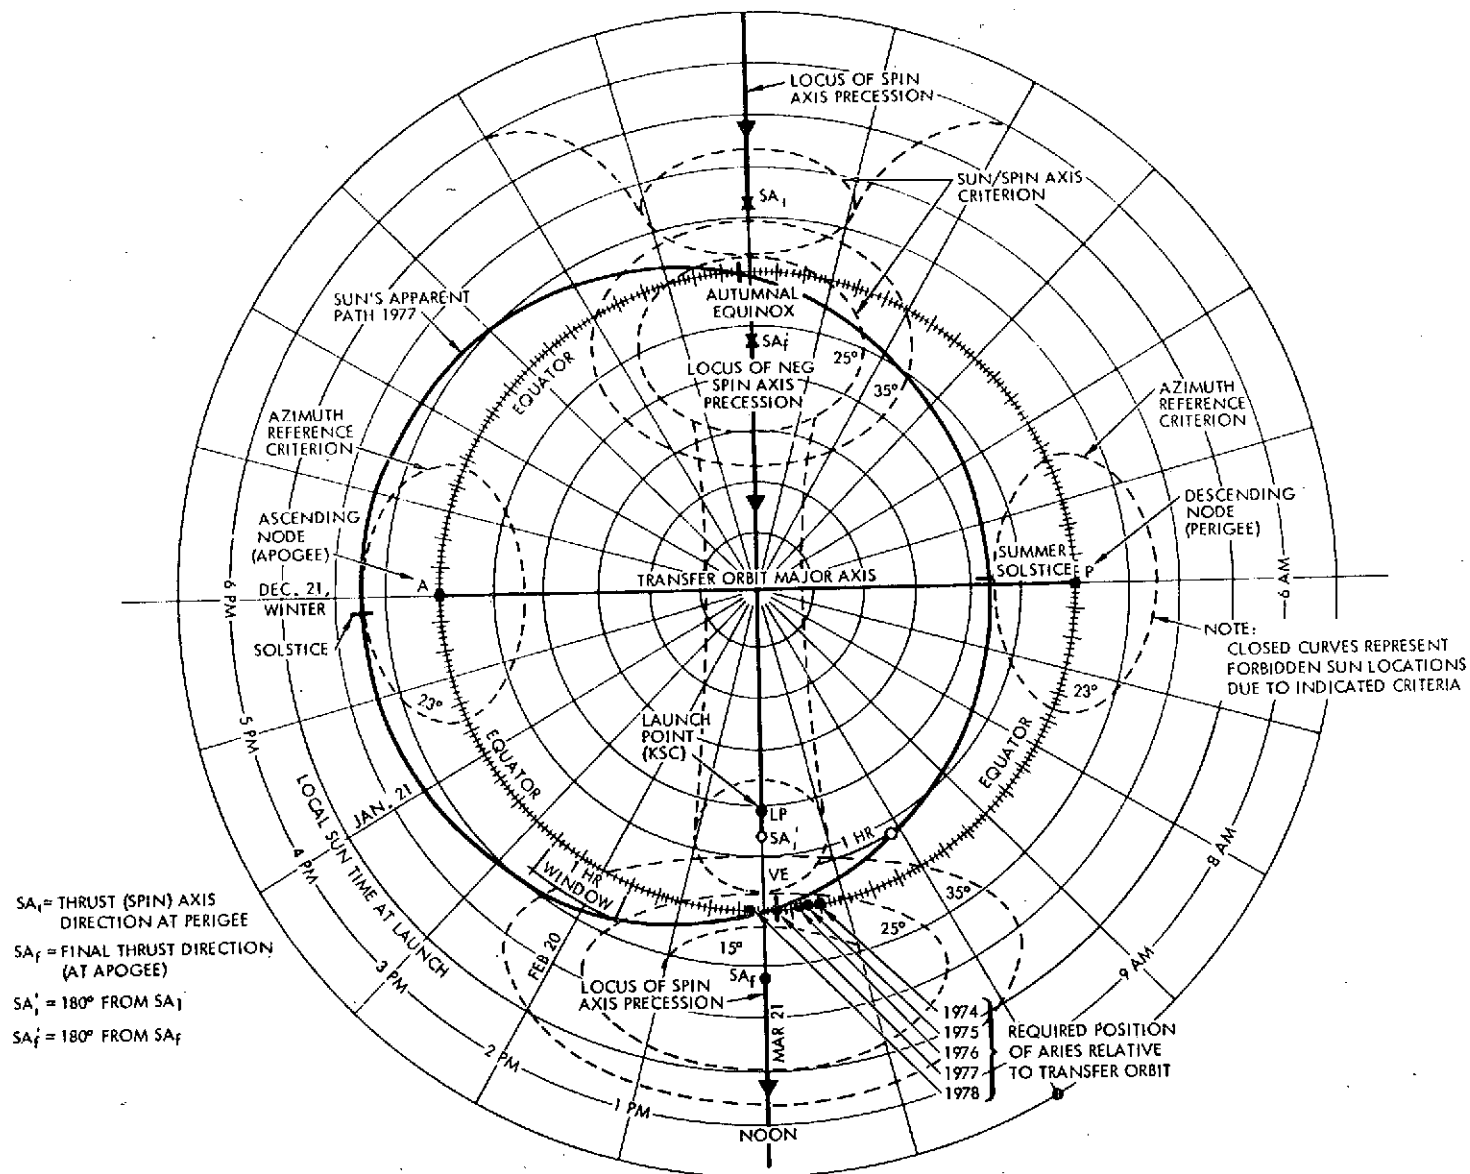 LOCUS OF SPIN
AXIS PRECESSION
SUN/SPIN AXIS
CRITERION
SA₁
SUN'S APPARENT
PATH 1977
AUTUMNAL
EQUINOX
SA'f
25°
35°
LOCUS OF NEG
SPIN AXIS
PRECESSION
EQUATOR
AZIMUTH
REFERENCE
CRITERION
AZIMUTH
REFERENCE
CRITERION
ASCENDING
NODE
(APOGEE)
DESCENDING
NODE
(PERIGEE)
A
TRANSFER ORBIT MAJOR AXIS
SUMMER
SOLSTICE
P
6 PM
DEC. 21,
WINTER
SOLSTICE
6 AM
NOTE:
CLOSED CURVES REPRESENT
FORBIDDEN SUN LOCATIONS
DUE TO INDICATED CRITERIA
23°
23°
5 PM
LAUNCH
POINT
(KSC)
EQUATOR
EQUATOR
LOCAL SUN TIME AT LAUNCH
JAN. 21
LP
SA'₁
1 HR
8 AM
4 PM
1 HR
WINDOW
VE
35°
25°
15°
FEB 20
SAf
LOCUS OF SPIN
AXIS PRECESSION
3 PM
9 AM
MAR 21
2 PM
1 PM
NOON
1974
1975
1976
1977
1978
REQUIRED POSITION
OF ARIES RELATIVE
TO TRANSFER ORBIT
SA₁ = THRUST (SPIN) AXIS
DIRECTION AT PERIGEE
SAf = FINAL THRUST DIRECTION
(AT APOGEE)
SA'₁ = 180° FROM SA₁
SA'f = 180° FROM SAf